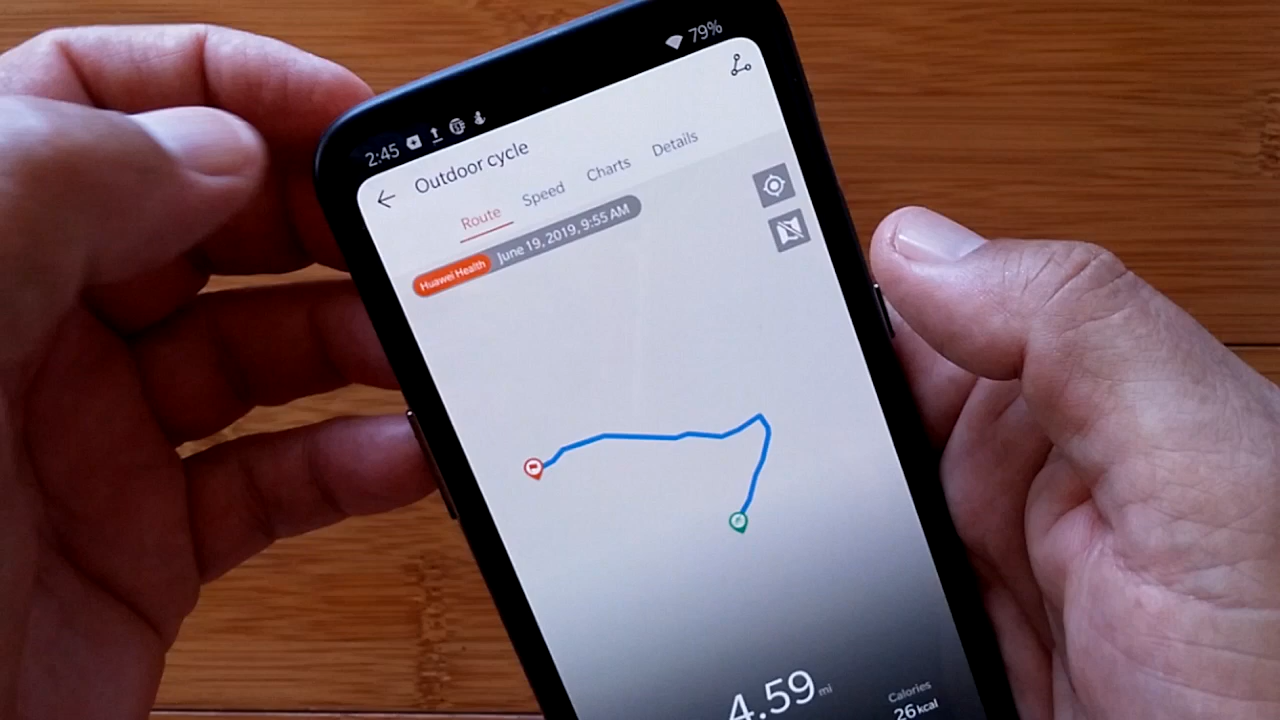 2:45
79%
Outdoor cycle
Route Speed Charts Details
Huawei Health June 19, 2019, 9:55 AM
4.59 mi
Calories
26 kcal